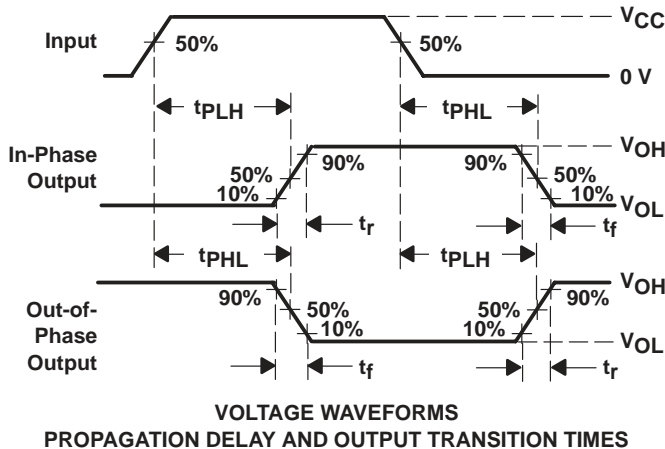 Input
50%
50%
VCC
0 V
tPLH
tPHL
In-Phase
Output
50%
10%
90%
90%
50%
10%
VOH
VOL
tr
tf
tPHL
tPLH
Out-of-
Phase
Output
90%
50%
10%
50%
10%
90%
VOH
VOL
tf
tr
VOLTAGE WAVEFORMS
PROPAGATION DELAY AND OUTPUT TRANSITION TIMES